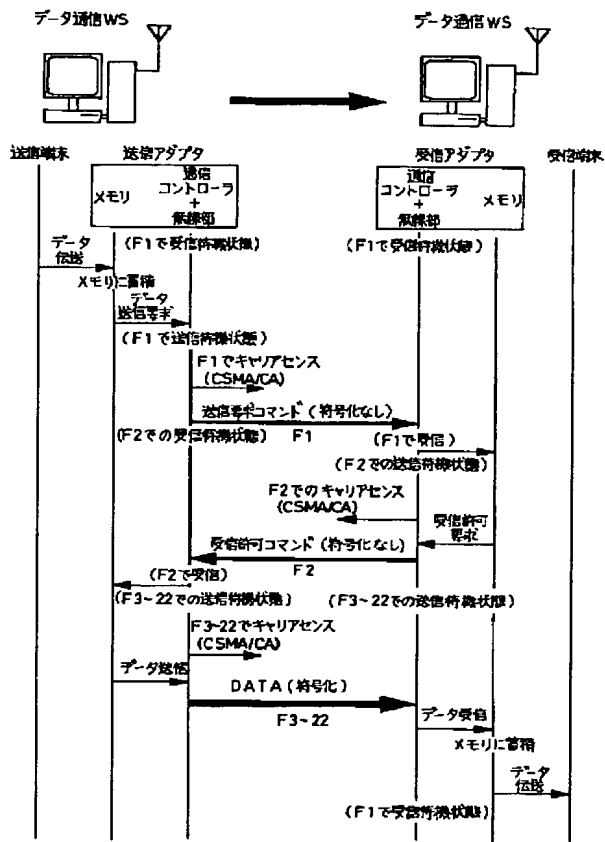 データ通信WS
データ通信WS
送信端末
送信アダプタ
受信アダプタ
受信端末
メモリ
通信
コントローラ
+
無線部
通信
コントローラ
+
無線部
メモリ
(F1で受信待機状態)
(F1で受信待機状態)
データ
伝送
メモリに蓄積
データ
送信要求
(F1で送信待機状態)
F1でキャリアセンス
(CSMA/CA)
送信要求コマンド(符号化なし)
F1
(F2での受信待機状態)
(F1で受信)
(F2での送信待機状態)
F2でのキャリアセンス
(CSMA/CA)
受信許可
要求
受信許可コマンド(符号化なし)
F2
(F2で受信)
(F3~22での送信待機状態)
(F3~22での送信待機状態)
F3~22でキャリアセンス
(CSMA/CA)
データ送信
DATA(符号化)
F3~22
データ受信
メモリに蓄積
データ
伝送
(F1で受信待機状態)